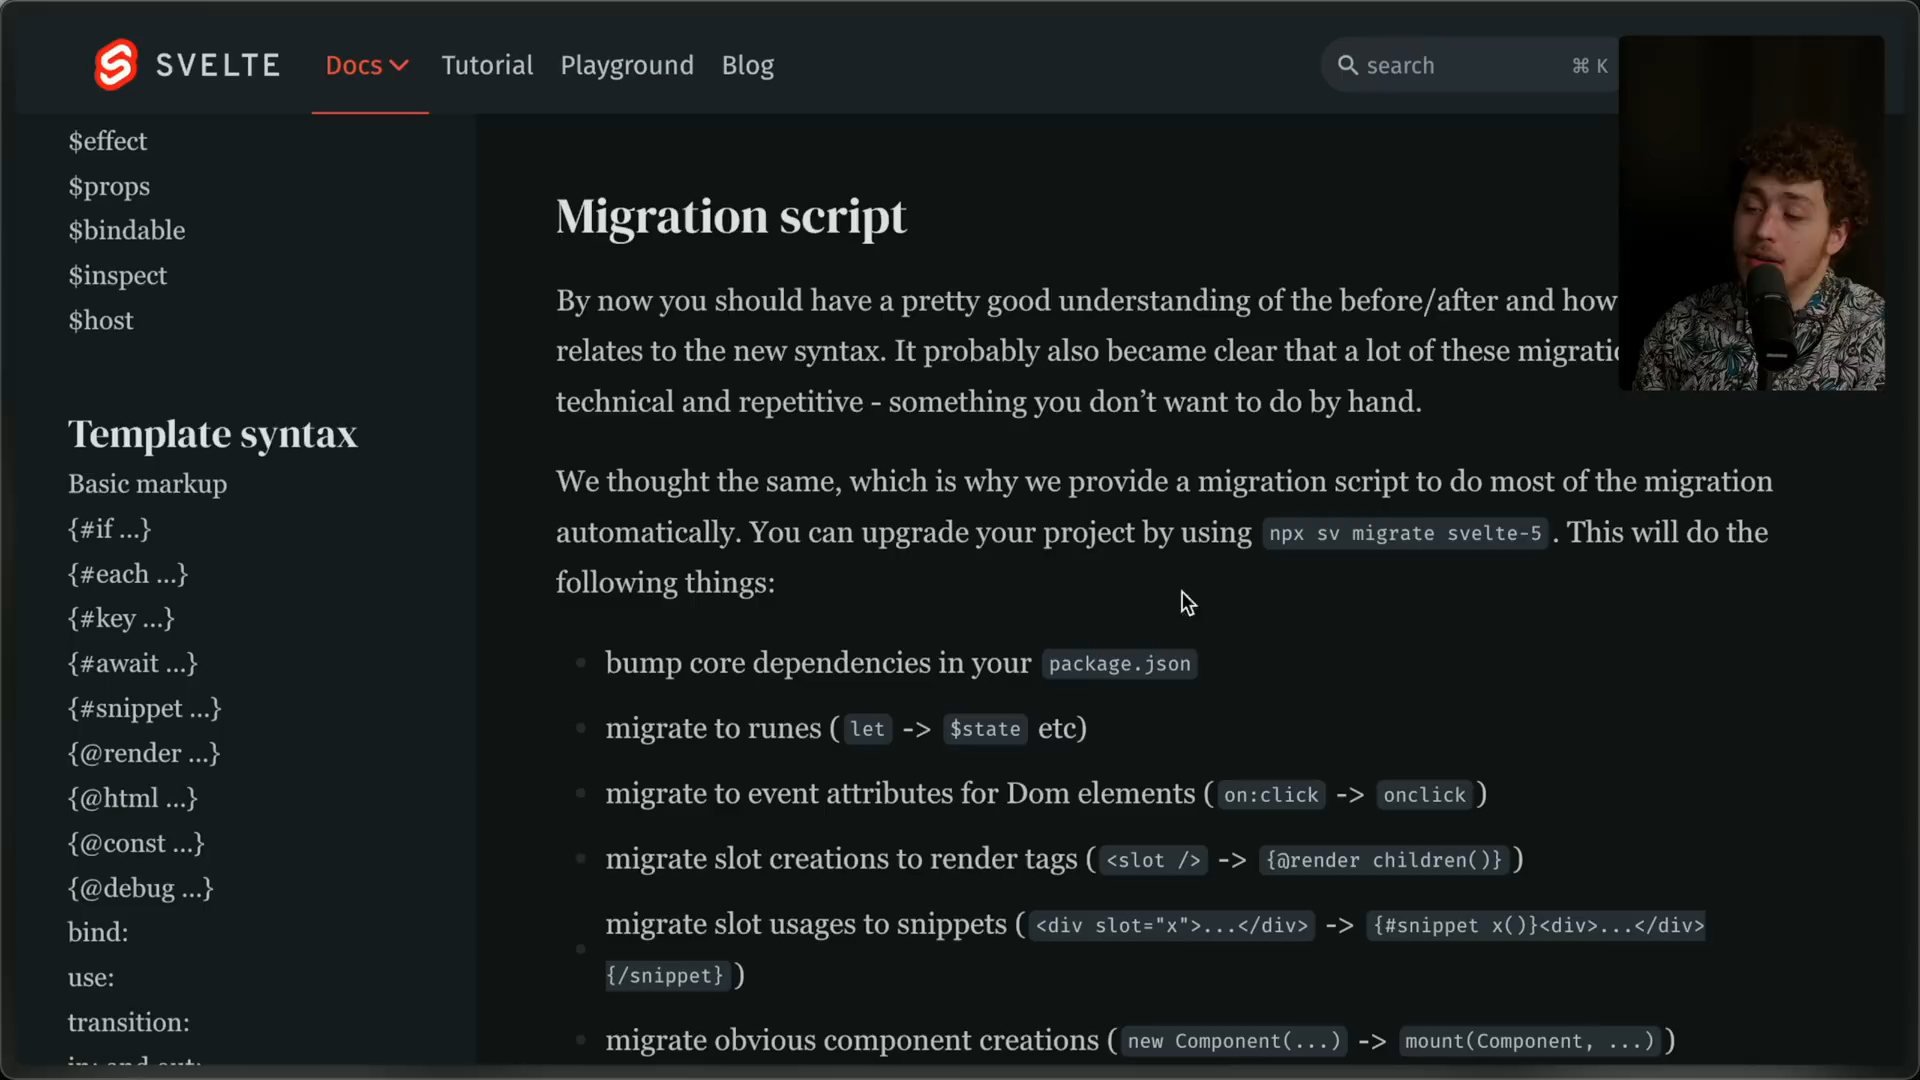 SVELTE
Docs
Tutorial
Playground
Blog
search
⌘ K
$effect
$props
$bindable
$inspect
$host
Template syntax
Basic markup
{#if ...}
{#each ...}
{#key ...}
{#await ...}
{#snippet ...}
{@render ...}
{@html ...}
{@const ...}
{@debug ...}
bind:
use:
transition:
in: and out:
Migration script
By now you should have a pretty good understanding of the before/after and how
relates to the new syntax. It probably also became clear that a lot of these
technical and repetitive - something you don’t want to do by hand.
We thought the same, which is why we provide a migration script to do most of the migration
automatically. You can upgrade your project by using npx sv migrate svelte-5 . This will do the
following things:
bump core dependencies in your package.json
migrate to runes ( let -> $state etc)
migrate to event attributes for Dom elements ( on:click -> onclick )
migrate slot creations to render tags ( <slot /> -> {@render children()} )
migrate slot usages to snippets ( <div slot="x">...</div> -> {#snippet x()}<div>...</div>
{/snippet} )
migrate obvious component creations ( new Component(...) -> mount(Component, ...) )